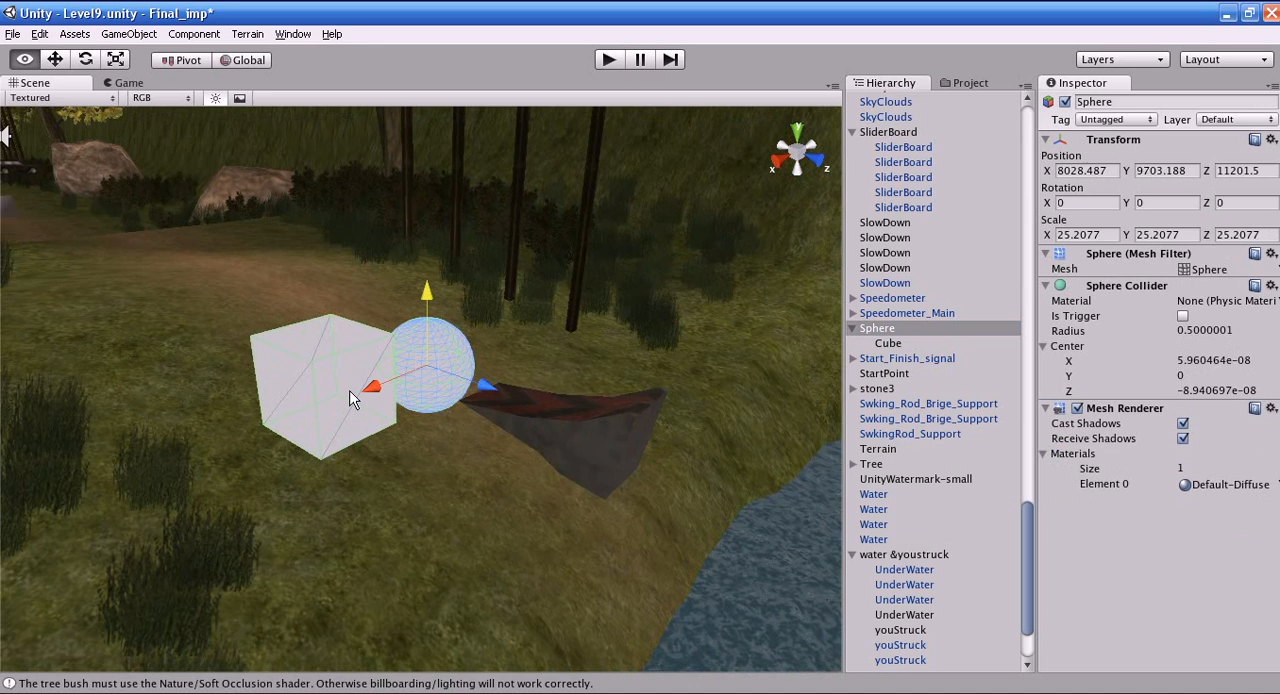 Unity - Level9.unity - Final_imp*
File Edit Assets GameObject Component Terrain Window Help
Pivot Global Layers Layout
Scene Game
Textured RGB
x z
Hierarchy Project
SkyClouds
SkyClouds
SliderBoard
SliderBoard
SliderBoard
SliderBoard
SliderBoard
SliderBoard
SlowDown
SlowDown
SlowDown
SlowDown
SlowDown
Speedometer
Speedometer_Main
Sphere
Cube
Start_Finish_signal
StartPoint
stone3
Swking_Rod_Brige_Support
Swking_Rod_Brige_Support
SwkingRod_Support
Terrain
Tree
UnityWatermark-small
Water
Water
Water
Water
water &youstruck
UnderWater
UnderWater
UnderWater
UnderWater
youStruck
youStruck
youStruck
Inspector
Sphere
Tag Untagged Layer Default
Transform
Position
X 8028.487 Y 9703.188 Z 11201.5
Rotation
X 0 Y 0 Z 0
Scale
X 25.2077 Y 25.2077 Z 25.2077
Sphere (Mesh Filter)
Mesh Sphere
Sphere Collider
Material None (Physic Materi
Is Trigger
Radius 0.5000001
Center
X 5.960464e-08
Y 0
Z -8.940697e-08
Mesh Renderer
Cast Shadows
Receive Shadows
Materials
Size 1
Element 0 Default-Diffuse
The tree bush must use the Nature/Soft Occlusion shader. Otherwise billboarding/lighting will not work correctly.